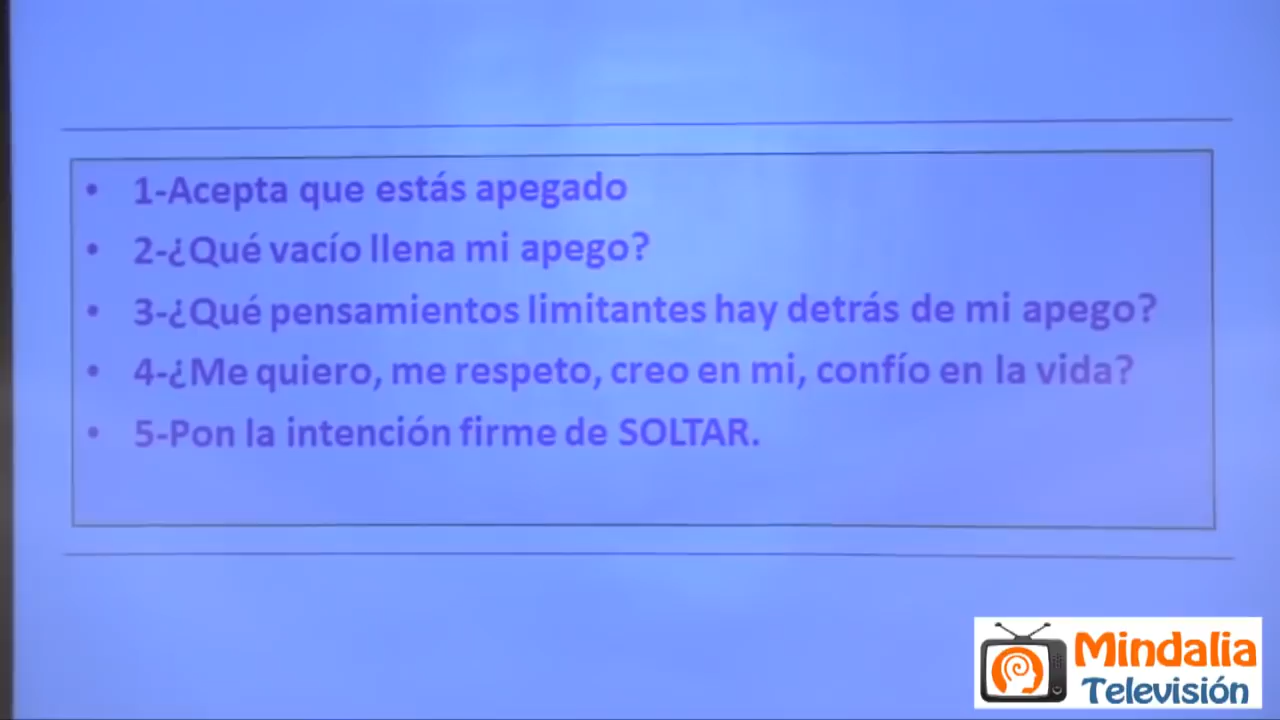 • 1-Acepta que estás apegado
• 2-¿Qué vacío llena mi apego?
• 3-¿Qué pensamientos limitantes hay detrás de mi apego?
• 4-¿Me quiero, me respeto, creo en mi, confío en la vida?
• 5-Pon la intención firme de SOLTAR.
Mindalia
Televisión